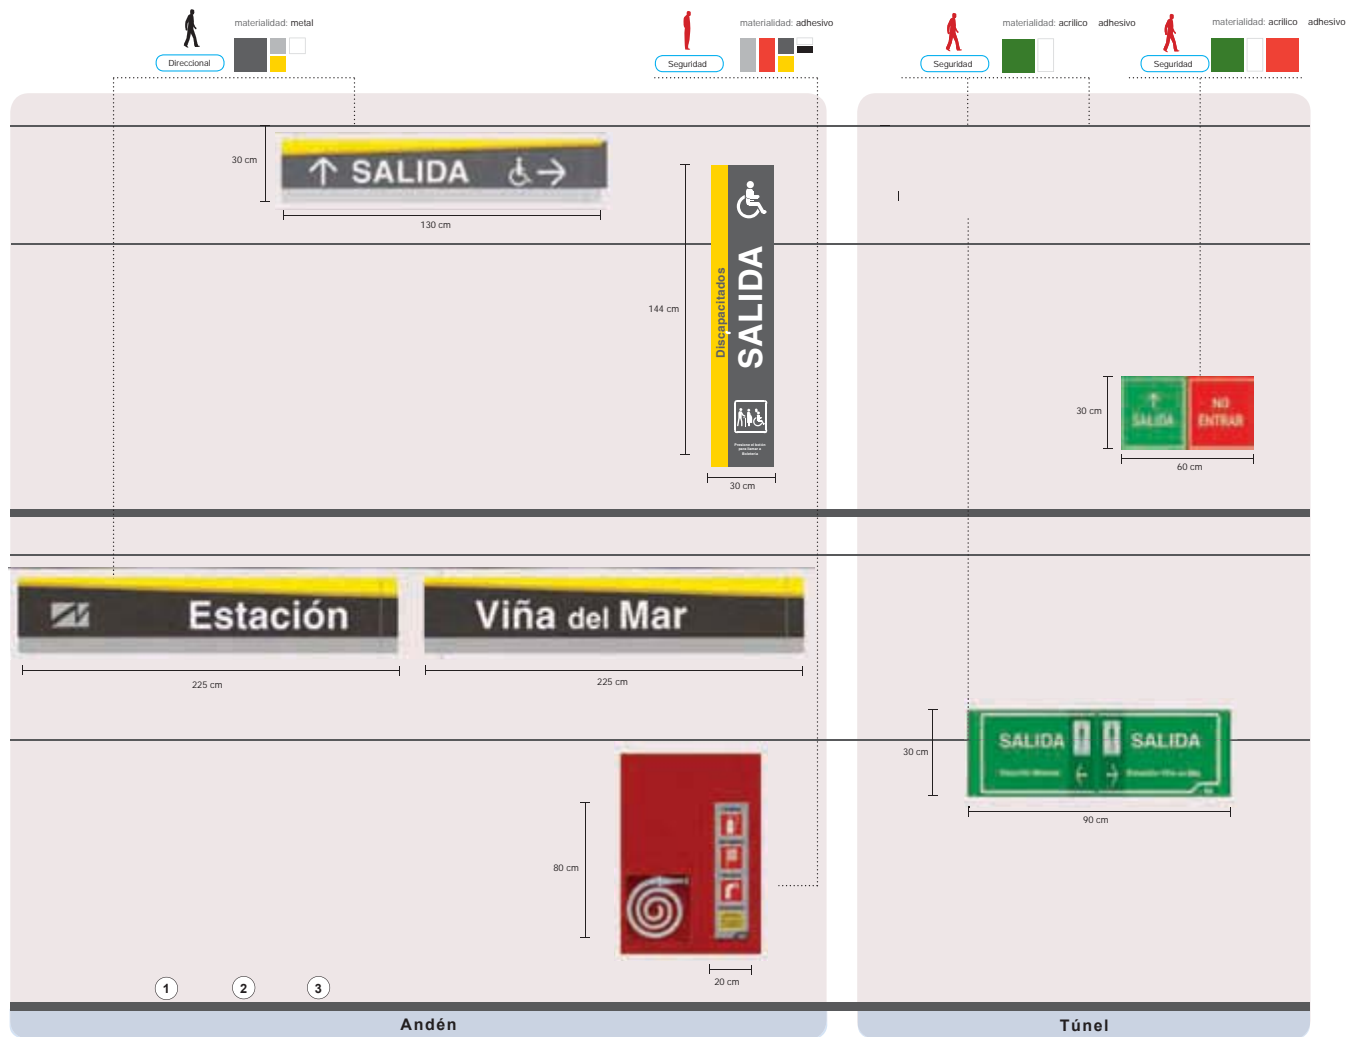 materialidad: metal
Direccional
materialidad: adhesivo
Seguridad
materialidad: acrilico adhesivo
Seguridad
materialidad: acrilico adhesivo
Seguridad
30 cm
SALIDA
130 cm
144 cm
Discapacitados
SALIDA
30 cm
30 cm
SALIDA
NO
ENTRAR
60 cm
Estación
Viña del Mar
225 cm
225 cm
30 cm
SALIDA
SALIDA
90 cm
80 cm
20 cm
1
2
3
Andén
Túnel